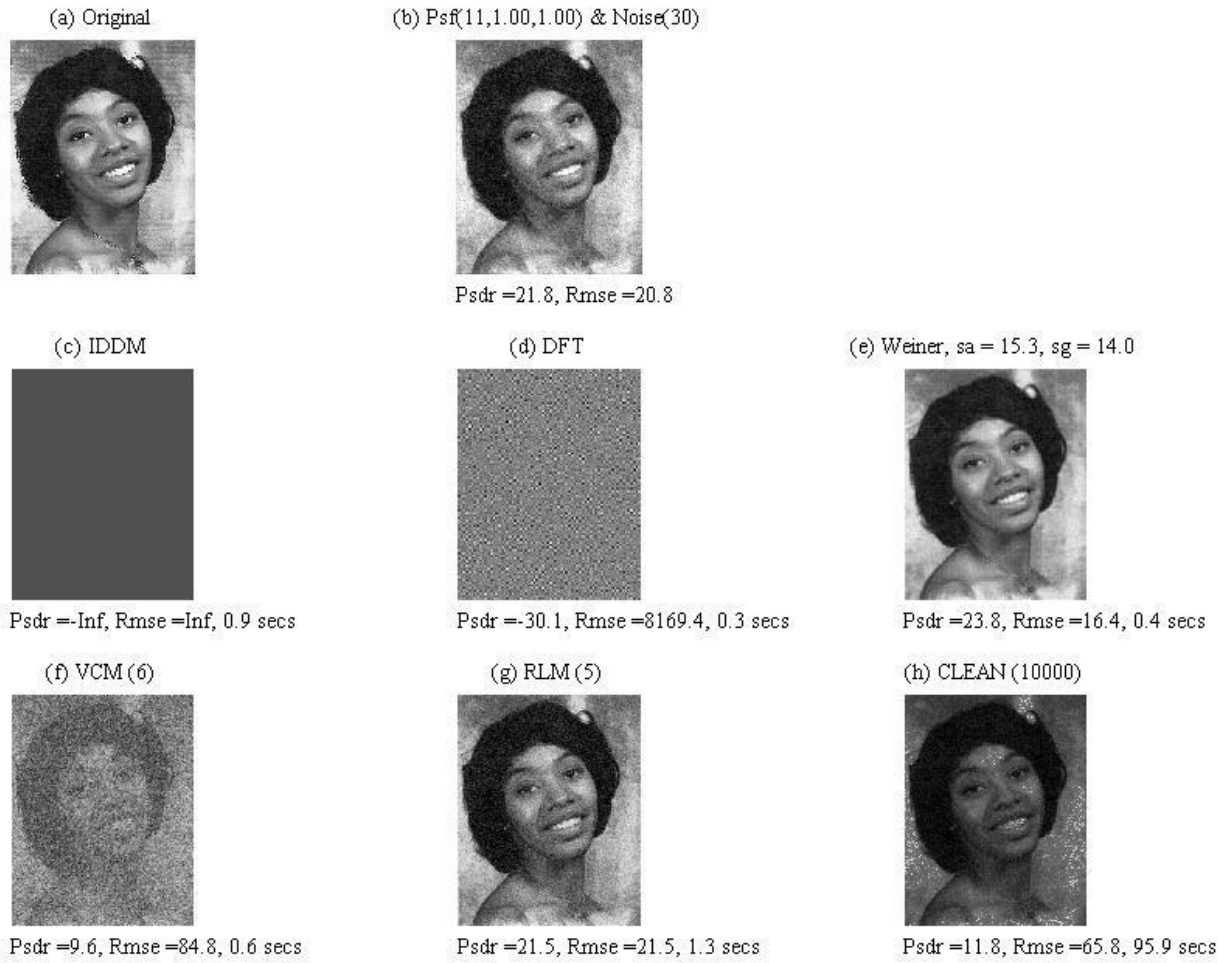 (a) Original
(b) Psf(11,1.00,1.00) & Noise(30)
Psdr =21.8, Rmse =20.8
(c) IDDM
(d) DFT
(e) Weiner, sa = 15.3, sg = 14.0
Psdr =-Inf, Rmse =Inf, 0.9 secs
Psdr =-30.1, Rmse =8169.4, 0.3 secs
Psdr =23.8, Rmse =16.4, 0.4 secs
(f) VCM (6)
(g) RLM (5)
(h) CLEAN (10000)
Psdr =9.6, Rmse =84.8, 0.6 secs
Psdr =21.5, Rmse =21.5, 1.3 secs
Psdr =11.8, Rmse =65.8, 95.9 secs